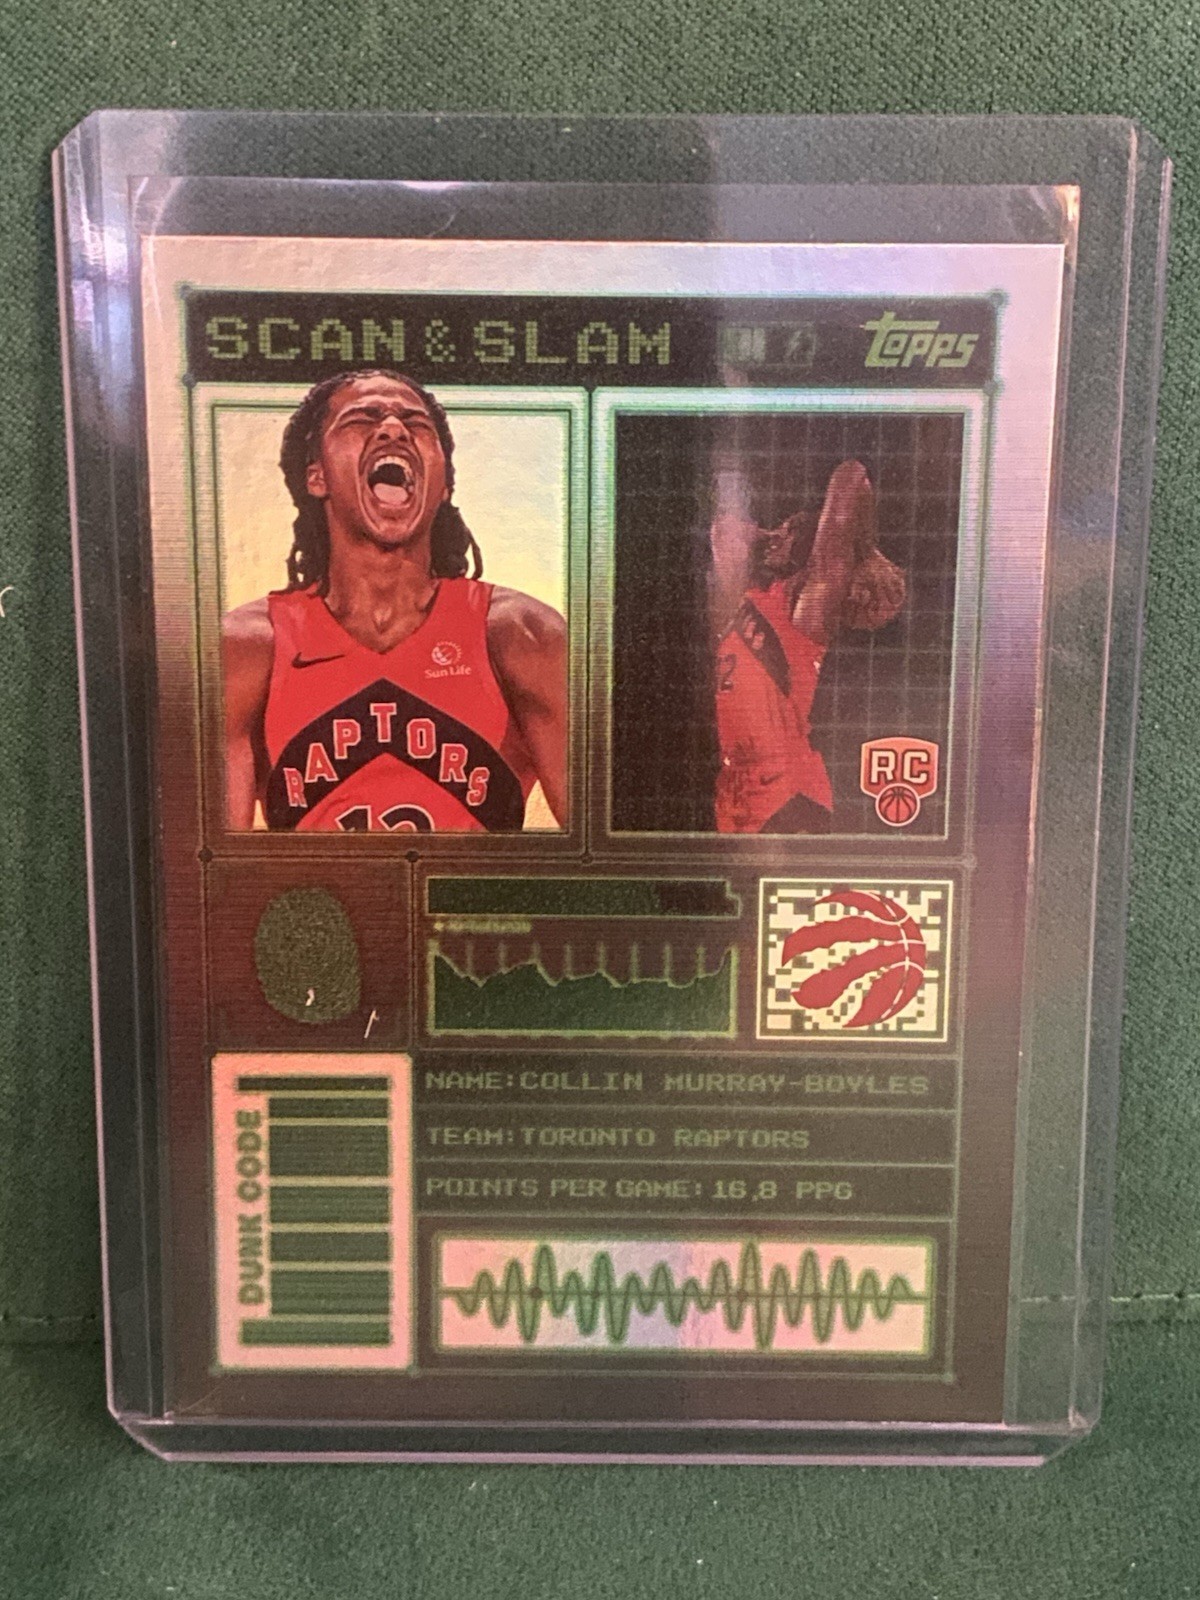 SCAN & SLAM
Topps
Sun Life
RAPTORS
12
RC
DUNK CODE
NAME:COLLIN MURRAY-BOYLES
TEAM:TORONTO RAPTORS
POINTS PER GAME: 16.8 PPG